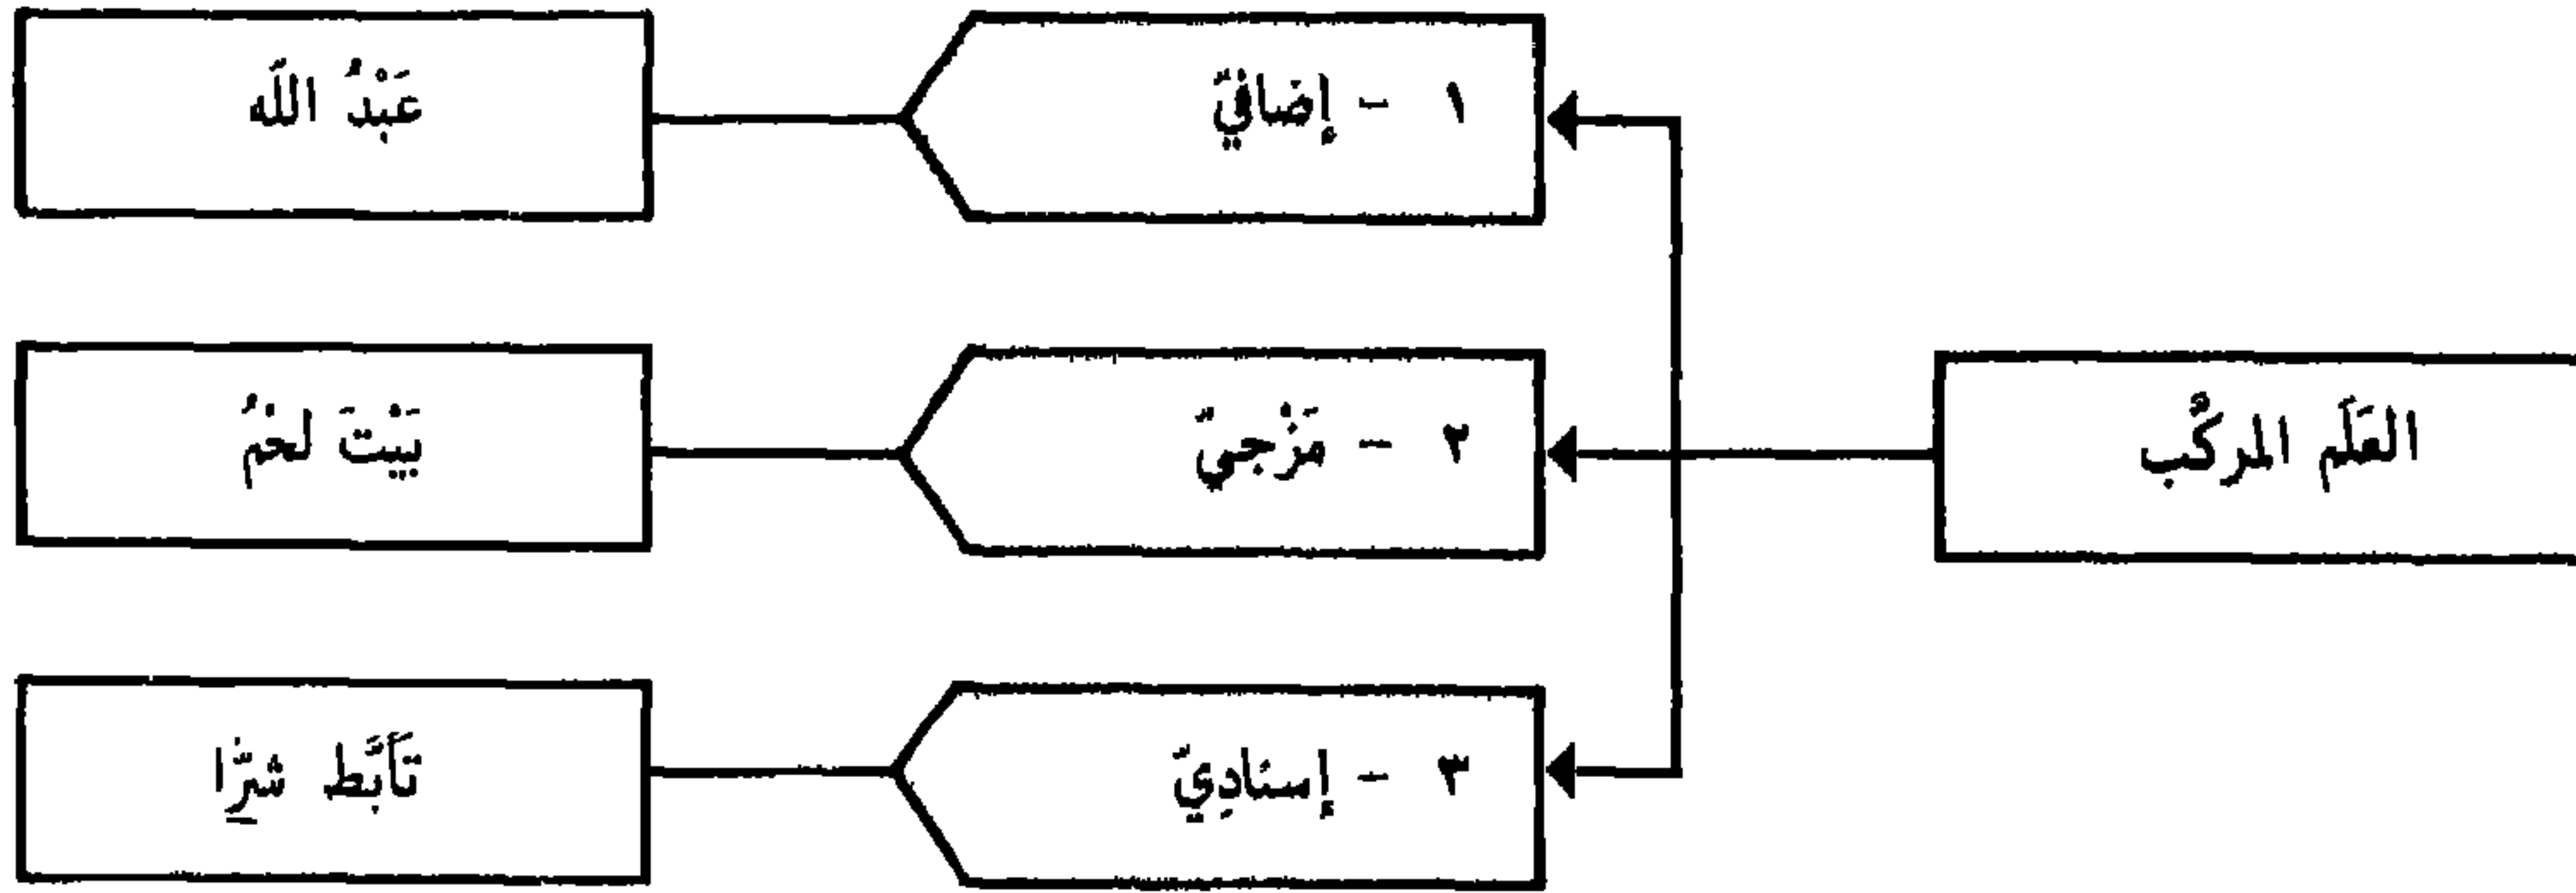 العَلَم المركَّب
١ - إضافيّ
عَبْدُ اللَّه
٢ - مَزْجيّ
بَيْتَ لحْمُ
٣ - إسنادِيّ
تَأَبَّط شرًّا